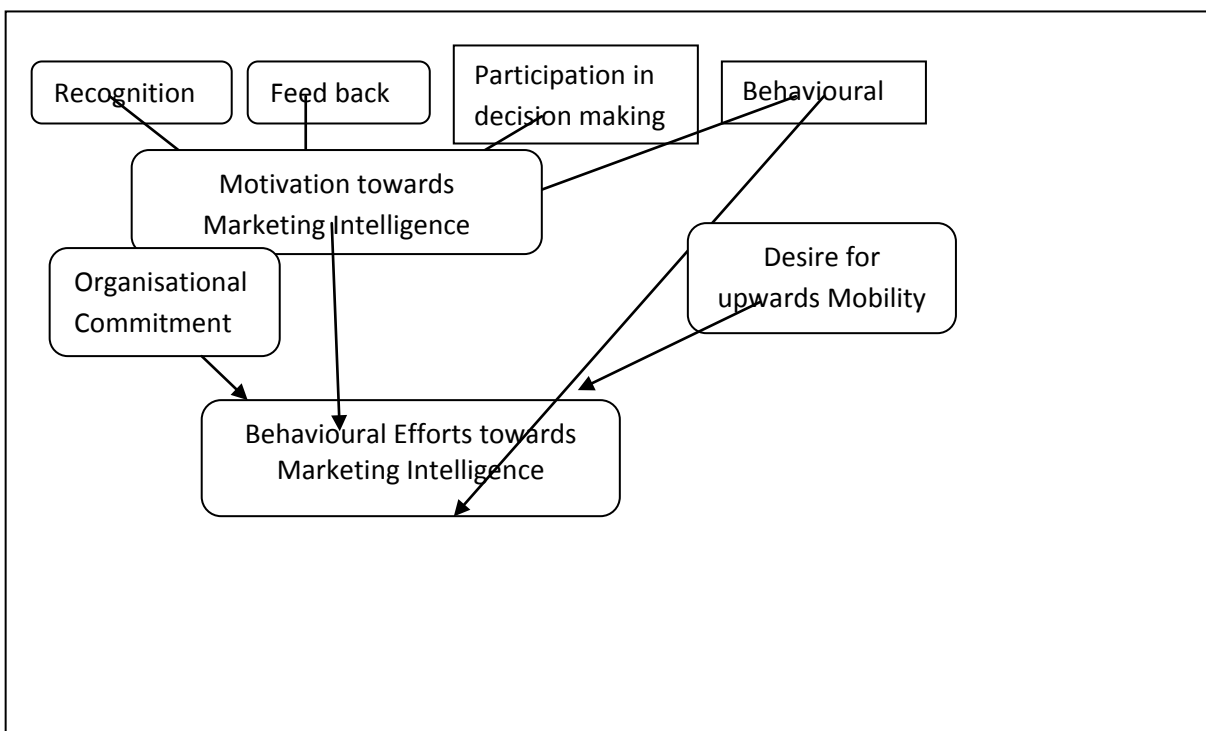 Recognition
Feed back
Participation in
decision making
Behavioural
Motivation towards
Marketing Intelligence
Organisational
Commitment
Desire for
upwards Mobility
Behavioural Efforts towards
Marketing Intelligence